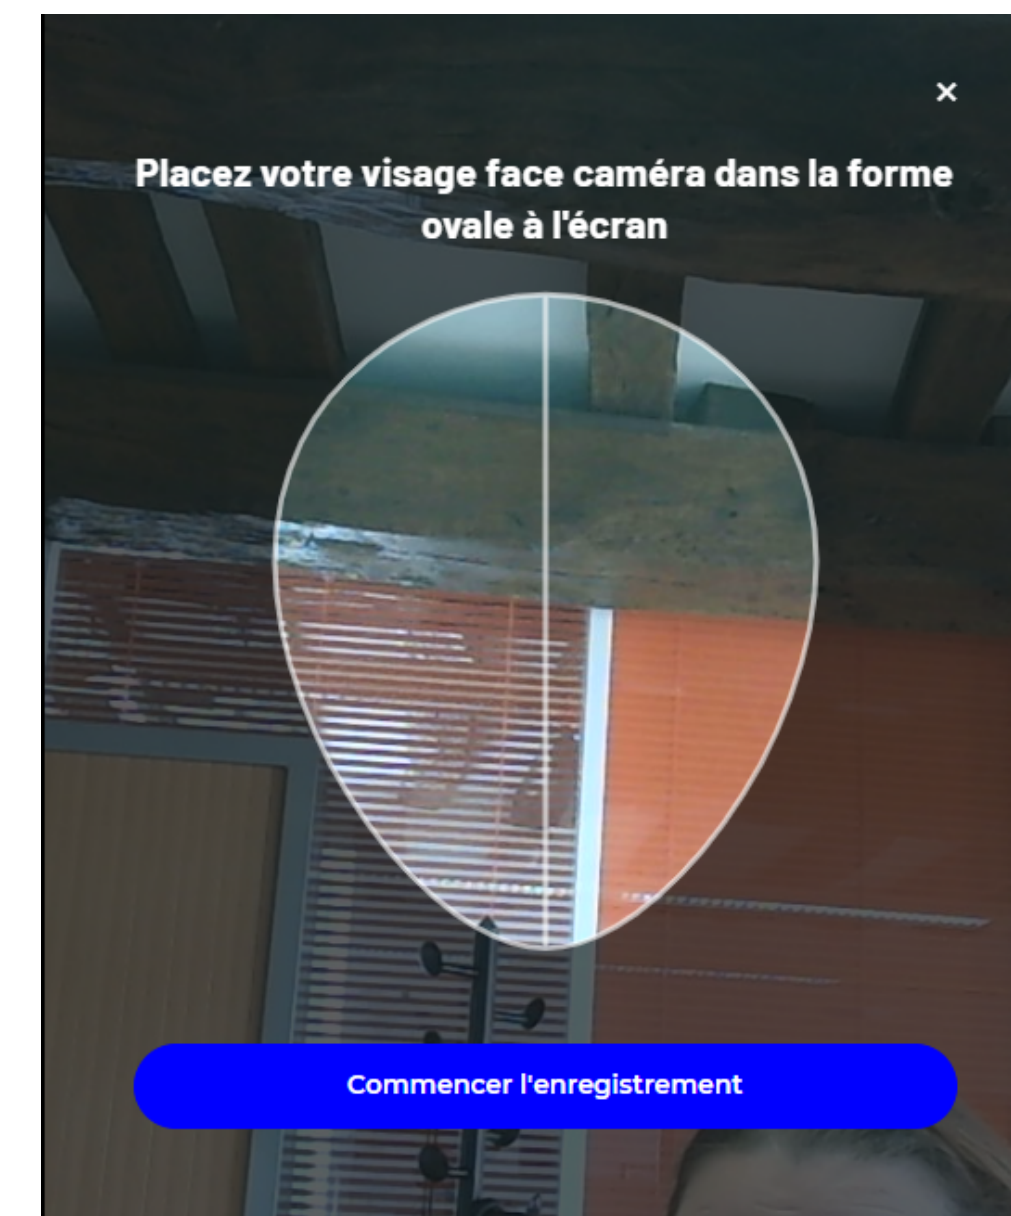 ×
Placez votre visage face caméra dans la forme
ovale à l'écran
Commencer l'enregistrement